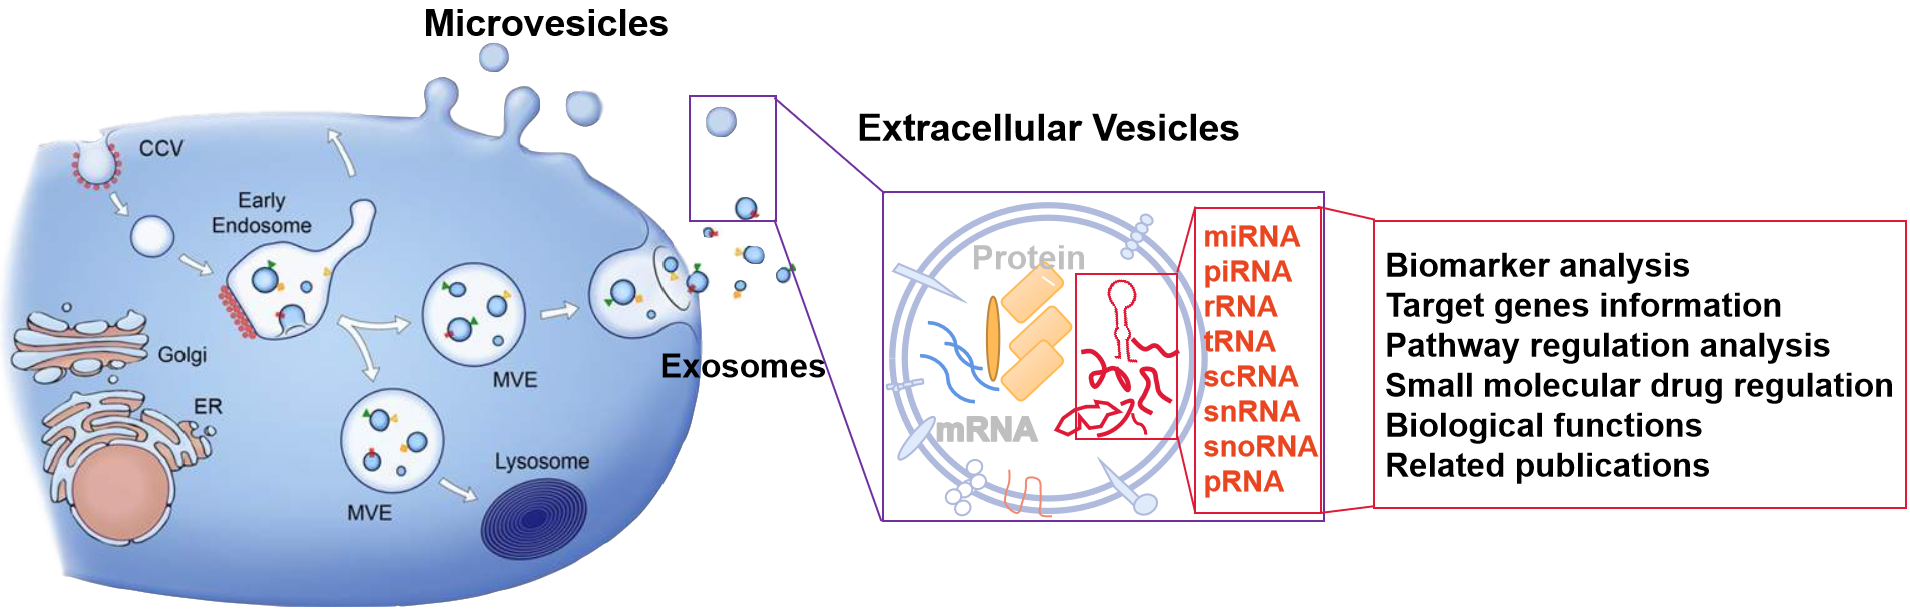 Microvesicles
CCV
Early
Endosome
Golgi
ER
MVE
MVE
Lysosome
Exosomes
Extracellular Vesicles
Protein
mRNA
miRNA
piRNA
rRNA
tRNA
scRNA
snRNA
snoRNA
pRNA
Biomarker analysis
Target genes information
Pathway regulation analysis
Small molecular drug regulation
Biological functions
Related publications